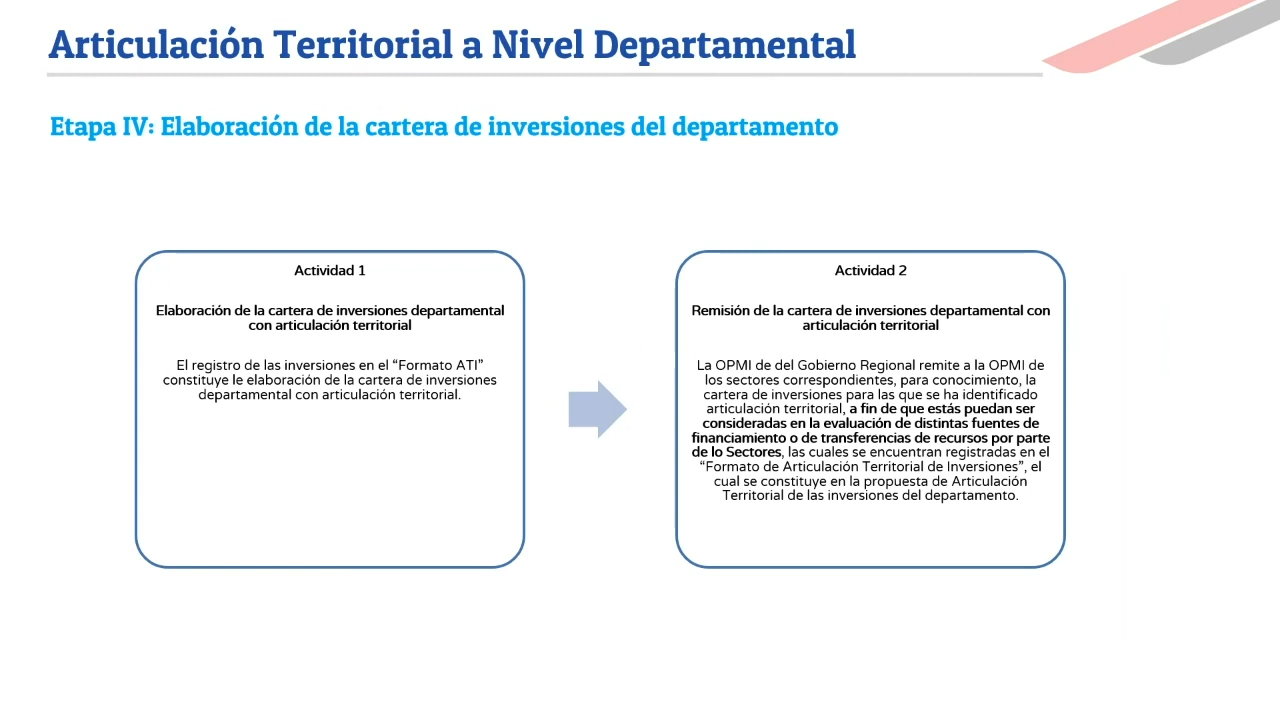 Articulación Territorial a Nivel Departamental
Etapa IV: Elaboración de la cartera de inversiones del departamento
Actividad 1
Elaboración de la cartera de inversiones departamental
con articulación territorial
El registro de las inversiones en el “Formato ATI”
constituye le elaboración de la cartera de inversiones
departamental con articulación territorial.
Actividad 2
Remisión de la cartera de inversiones departamental con
articulación territorial
La OPMI de del Gobierno Regional remite a la OPMI de
los sectores correspondientes, para conocimiento, la
cartera de inversiones para las que se ha identificado
articulación territorial, a fin de que estás puedan ser
consideradas en la evaluación de distintas fuentes de
financiamiento o de transferencias de recursos por parte
de lo Sectores, las cuales se encuentran registradas en el
“Formato de Articulación Territorial de Inversiones”, el
cual se constituye en la propuesta de Articulación
Territorial de las inversiones del departamento.